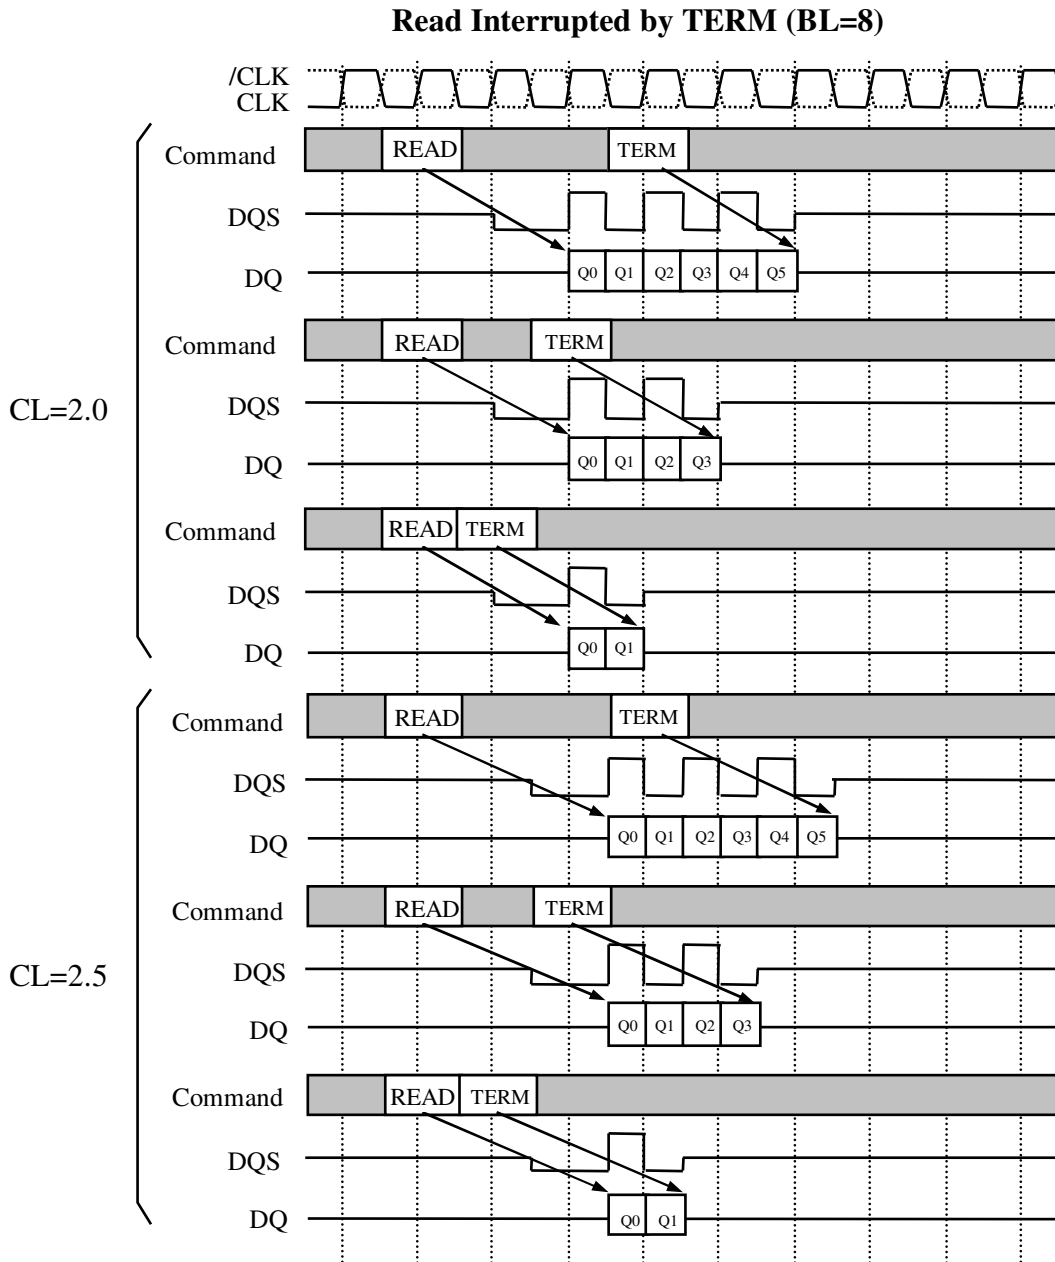 Read Interrupted by TERM (BL=8)
/CLK
CLK
Command READ TERM
DQS
DQ Q0 Q1 Q2 Q3 Q4 Q5
Command READ TERM
CL=2.0
DQS
DQ Q0 Q1 Q2 Q3
Command READ TERM
DQS
DQ Q0 Q1
Command READ TERM
DQS
DQ Q0 Q1 Q2 Q3 Q4 Q5
Command READ TERM
CL=2.5
DQS
DQ Q0 Q1 Q2 Q3
Command READ TERM
DQS
DQ Q0 Q1